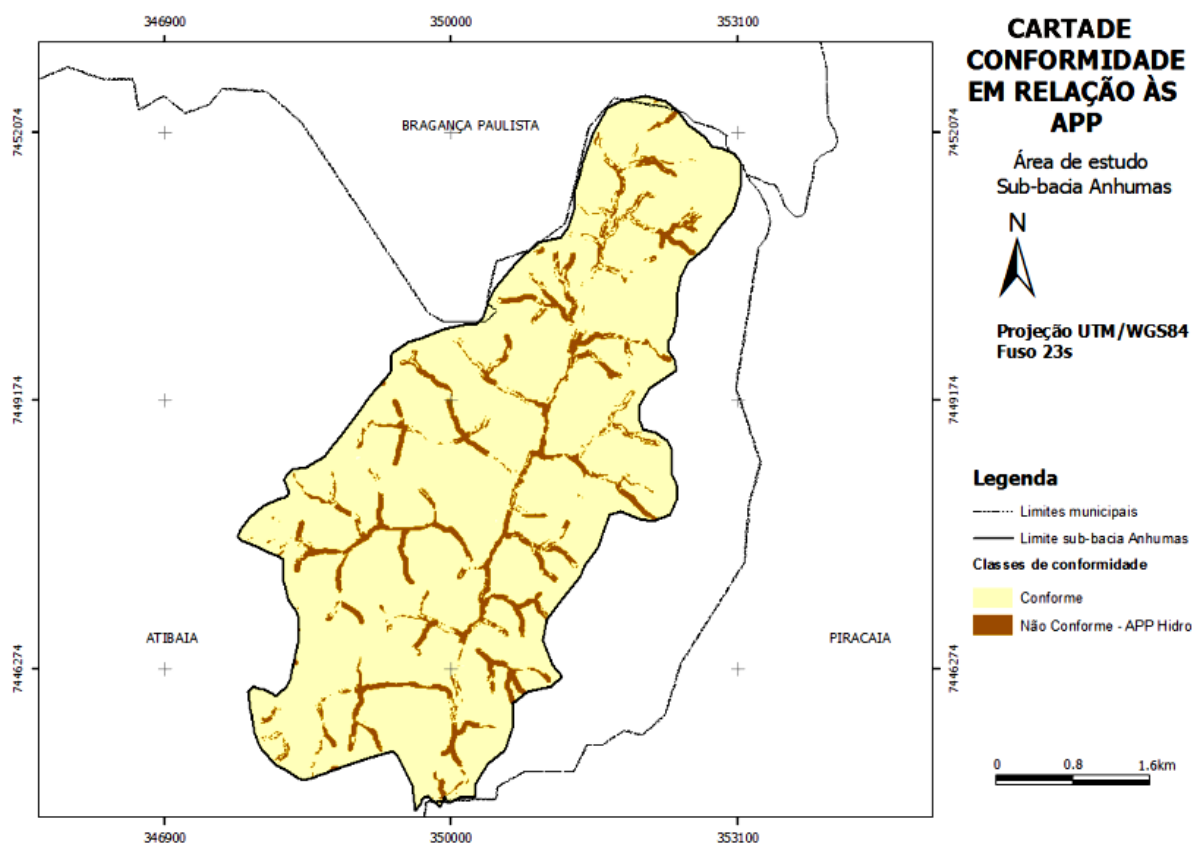 346900
350000
353100
CARTADE
CONFORMIDADE
EM RELAÇÃO ÀS
APP
Área de estudo
Sub-bacia Anhumas
N
Projeção UTM/WGS84
Fuso 23s
7452074
BRAGANÇA PAULISTA
7452074
7449174
7449174
ATIBAIA
PIRACAIA
7446274
7446274
Legenda
Limites municipais
Limite sub-bacia Anhumas
Classes de conformidade
Conforme
Não Conforme - APP Hidro
0 0.8 1.6km
346900
350000
353100